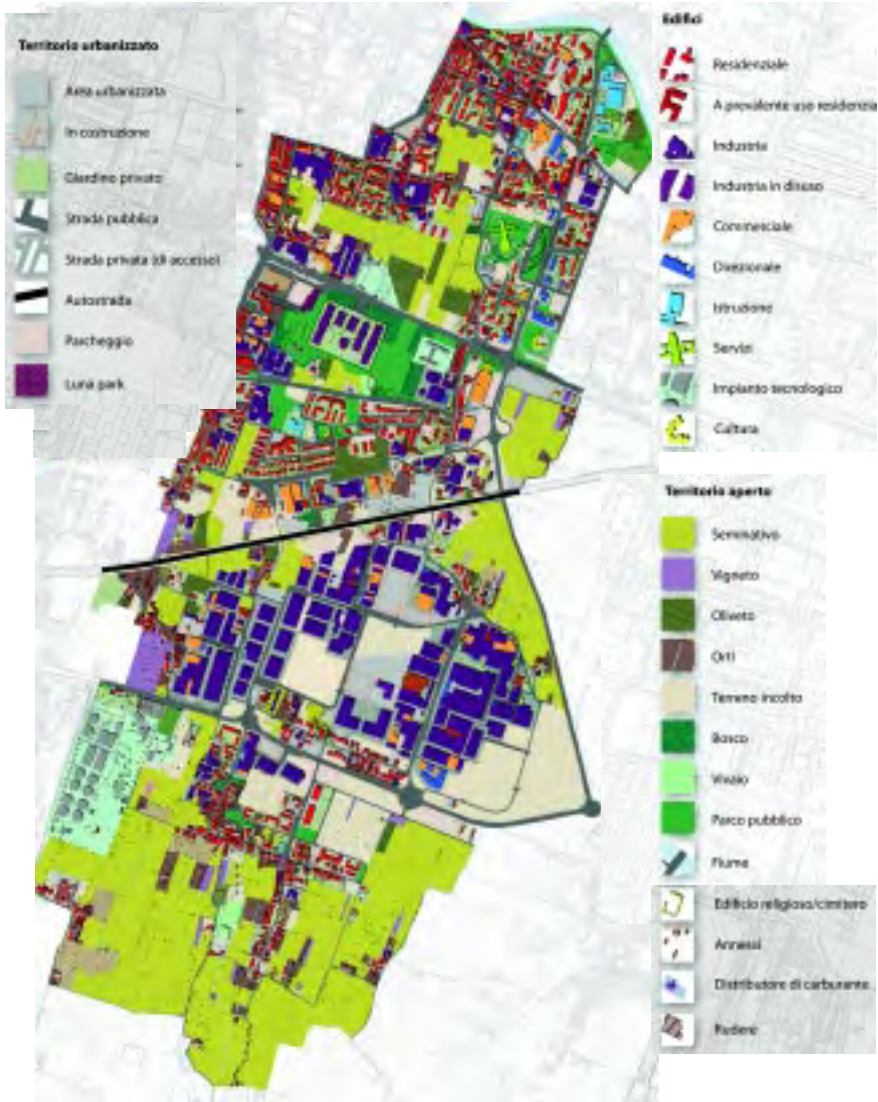 Territorio urbanizzato
Area urbanizzata
In costruzione
Giardino privato
Strada pubblica
Strada privata (di accesso)
Autostrada
Parcheggio
Luna park
Edifici
Residenziale
A prevalente uso residenzia
Industria
Industria in disuso
Commerciale
Direzionale
Istruzione
Servizi
Impianto tecnologico
Cultura
Territorio aperto
Seminativo
Vigneto
Oliveto
Orti
Terreno incolto
Bosco
Vivaio
Parco pubblico
Fiume
Edificio religioso/cimitero
Annessi
Distributore di carburante
Rudere